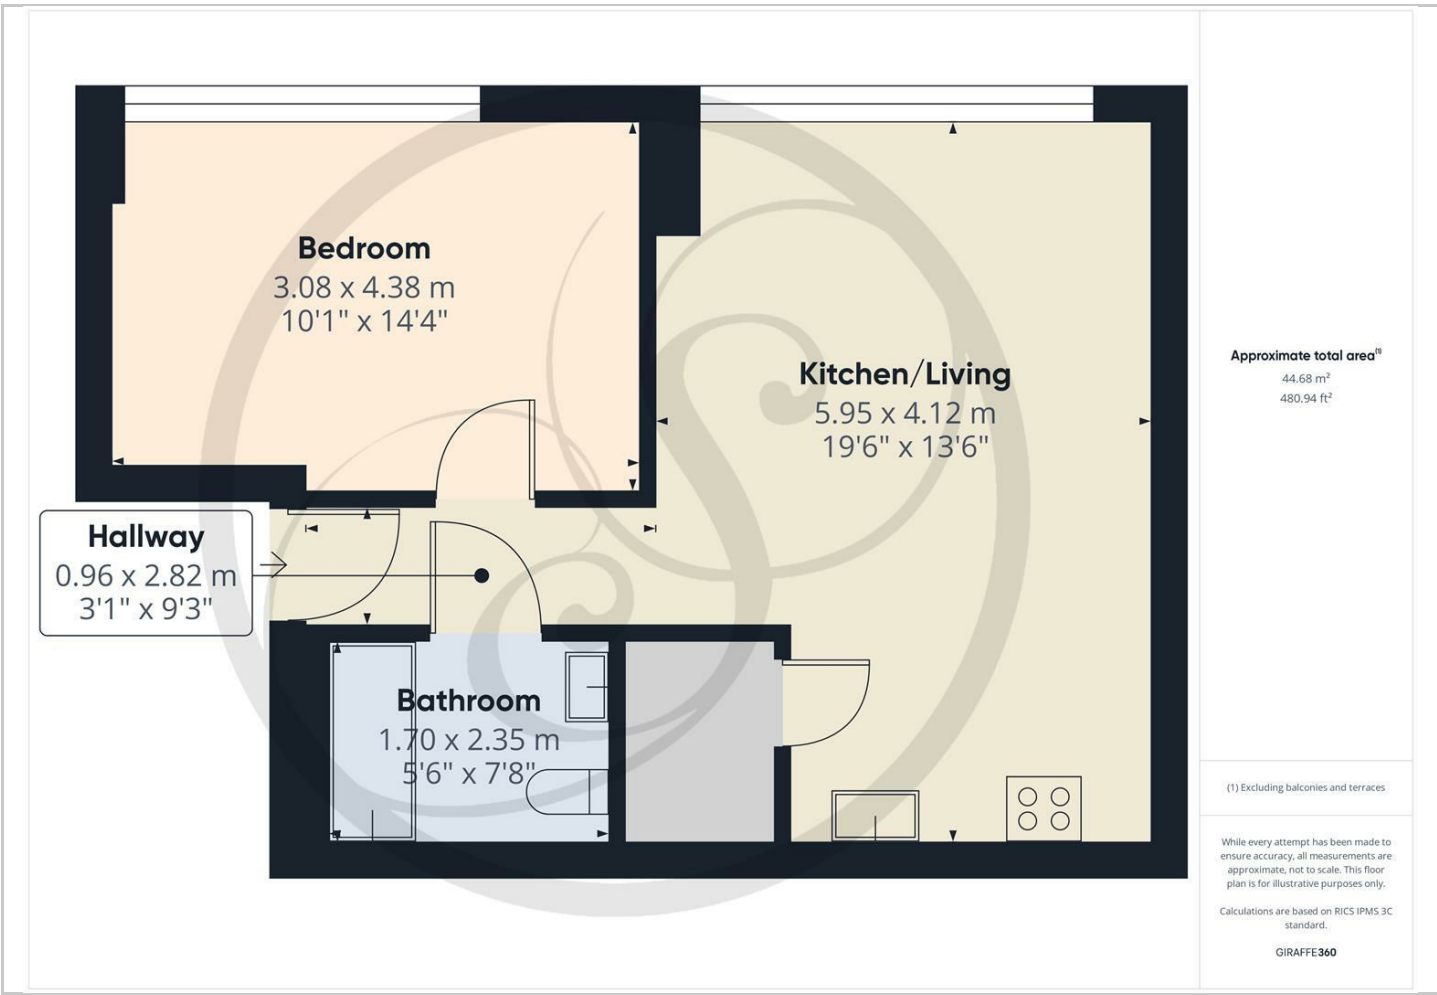 Bedroom
3.08 x 4.38 m
10'1" x 14'4"
Kitchen/Living
5.95 x 4.12 m
19'6" x 13'6"
Hallway
0.96 x 2.82 m
3'1" x 9'3"
Bathroom
1.70 x 2.35 m
5'6" x 7'8"
Approximate total area⁽¹⁾
44.68 m²
480.94 ft²
(1) Excluding balconies and terraces
While every attempt has been made to
ensure accuracy, all measurements are
approximate, not to scale. This floor
plan is for illustrative purposes only.
Calculations are based on RICS IPMS 3C
standard.
GIRAFFE360